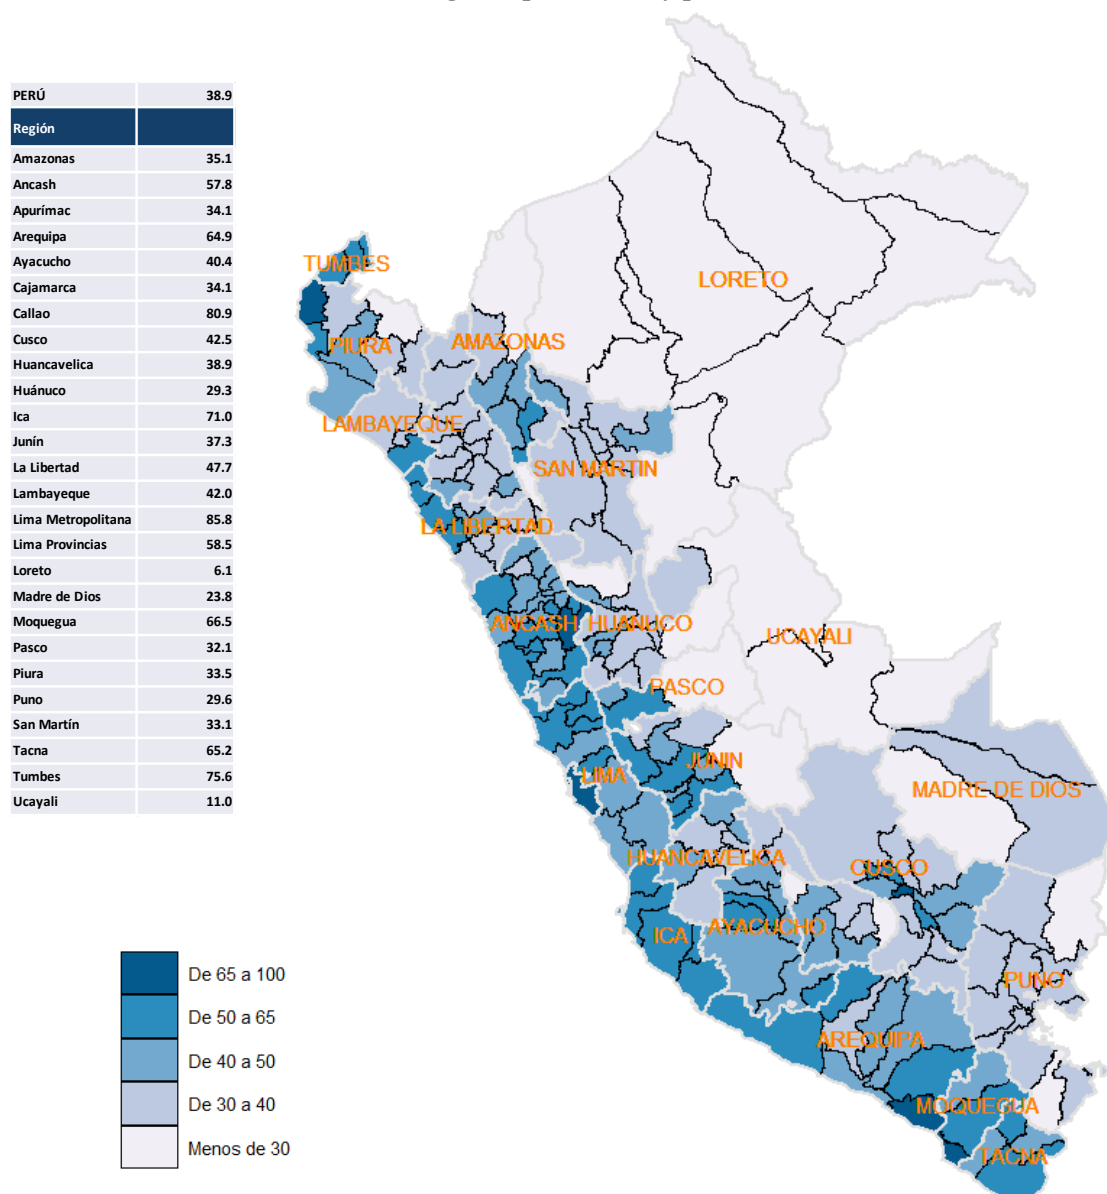 PERÚ 38.9
Región
Amazonas 35.1
Ancash 57.8
Apurímac 34.1
Arequipa 64.9
Ayacucho 40.4
Cajamarca 34.1
Callao 80.9
Cusco 42.5
Huancavelica 38.9
Huánuco 29.3
Ica 71.0
Junín 37.3
La Libertad 47.7
Lambayeque 42.0
Lima Metropolitana 85.8
Lima Provincias 58.5
Loreto 6.1
Madre de Dios 23.8
Moquegua 66.5
Pasco 32.1
Piura 33.5
Puno 29.6
San Martín 33.1
Tacna 65.2
Tumbes 75.6
Ucayali 11.0
TUMBES
LORETO
PIURA
AMAZONAS
LAMBAYEQUE
SAN MARTIN
LA LIBERTAD
ANCASH
HUANUCO
UCAYALI
PASCO
LIMA
JUNIN
MADRE DE DIOS
HUANCAVELICA
CUSCO
ICA
AYACUCHO
PUNO
AREQUIPA
MOQUEGUA
TACNA
De 65 a 100
De 50 a 65
De 40 a 50
De 30 a 40
Menos de 30